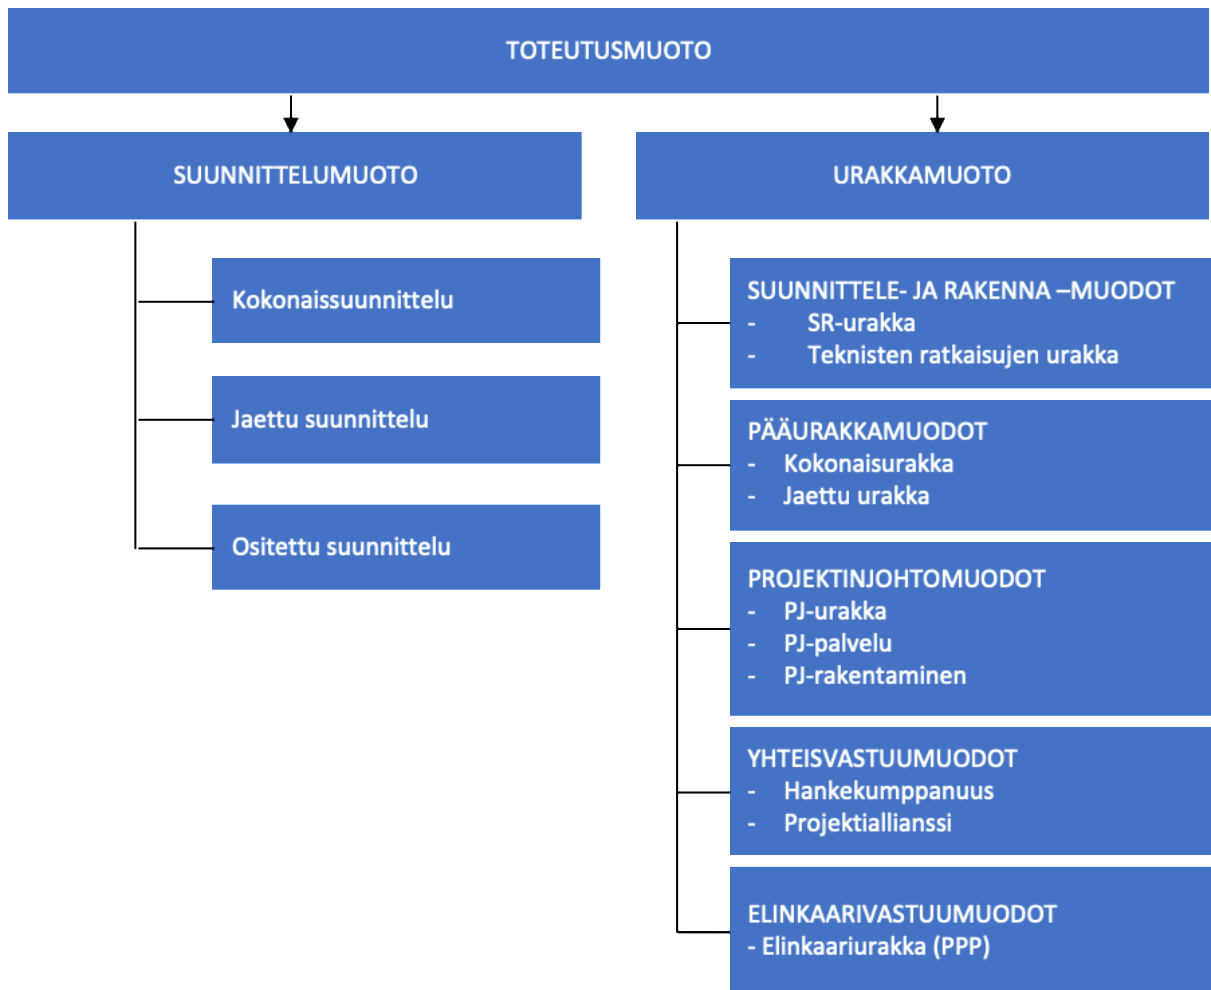 TOTEUTUSMUOTO
SUUNNITTELUMUOTO
Kokonaissuunnittelu
Jaettu suunnittelu
Ositettu suunnittelu
URAKKAMUOTO
SUUNNITTELE- JA RAKENNA –MUODOT
- SR-urakka
- Teknisten ratkaisujen urakka
PÄÄURAKKAMUODOT
- Kokonaisurakka
- Jaettu urakka
PROJEKTINJOHTOMUODOT
- PJ-urakka
- PJ-palvelu
- PJ-rakentaminen
YHTEISVASTUUMUODOT
- Hankekumppanuus
- Projektiallianssi
ELINKAARIVASTUUMUODOT
- Elinkaariurakka (PPP)